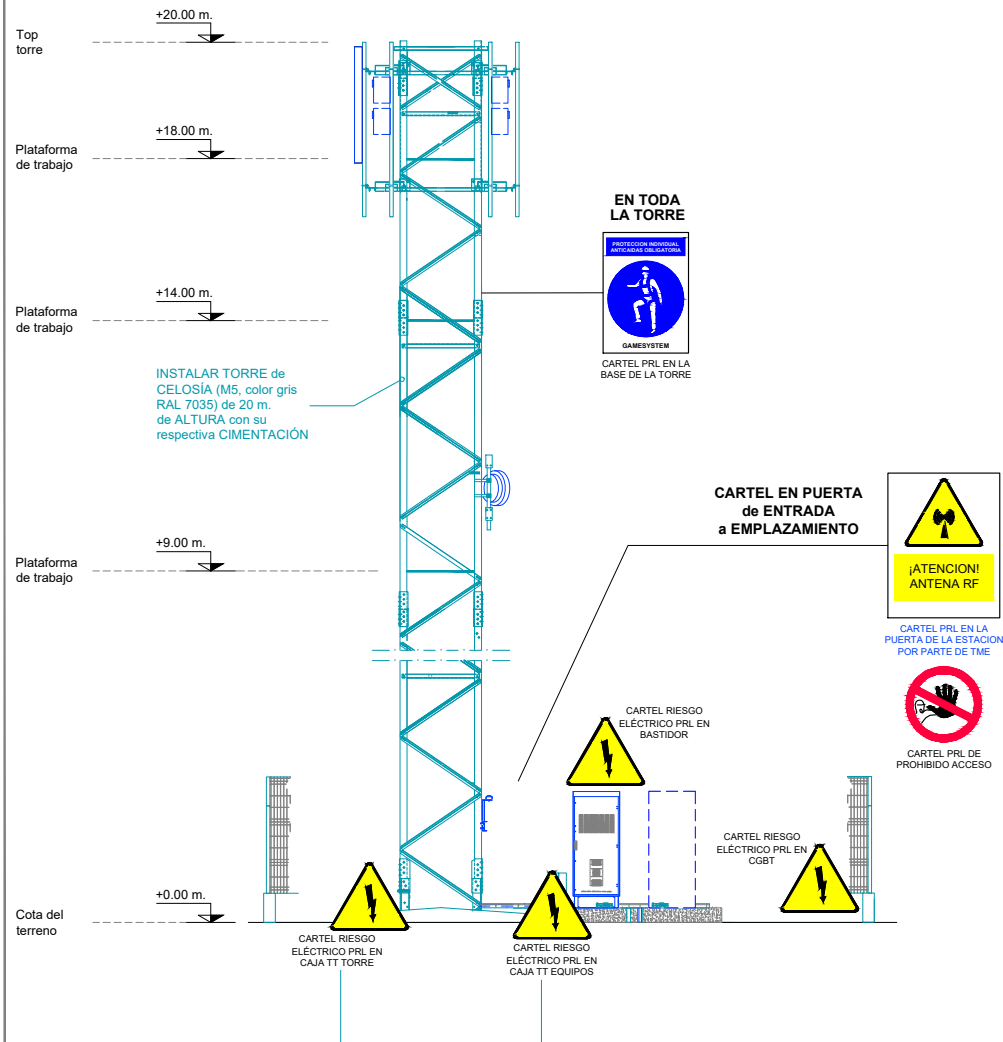 +20.00 m.
Top
torre
+18.00 m.
Plataforma
de trabajo
EN TODA
LA TORRE
PROTECCION INDIVIDUAL
ANTICAIDAS OBLIGATORIA
GAMESYSTEM
CARTEL PRL EN LA
BASE DE LA TORRE
+14.00 m.
Plataforma
de trabajo
INSTALAR TORRE de
CELOSÍA (M5, color gris
RAL 7035) de 20 m.
de ALTURA con su
respectiva CIMENTACIÓN
CARTEL EN PUERTA
de ENTRADA
a EMPLAZAMIENTO
¡ATENCION!
ANTENA RF
CARTEL PRL EN LA
PUERTA DE LA ESTACION
POR PARTE DE TME
+9.00 m.
Plataforma
de trabajo
CARTEL PRL DE
PROHIBIDO ACCESO
CARTEL RIESGO
ELÉCTRICO PRL EN
BASTIDOR
CARTEL RIESGO
ELÉCTRICO PRL EN
CGBT
+0.00 m.
Cota del
terreno
CARTEL RIESGO
ELÉCTRICO PRL EN
CAJA TT TORRE
CARTEL RIESGO
ELÉCTRICO PRL EN
CAJA TT EQUIPOS